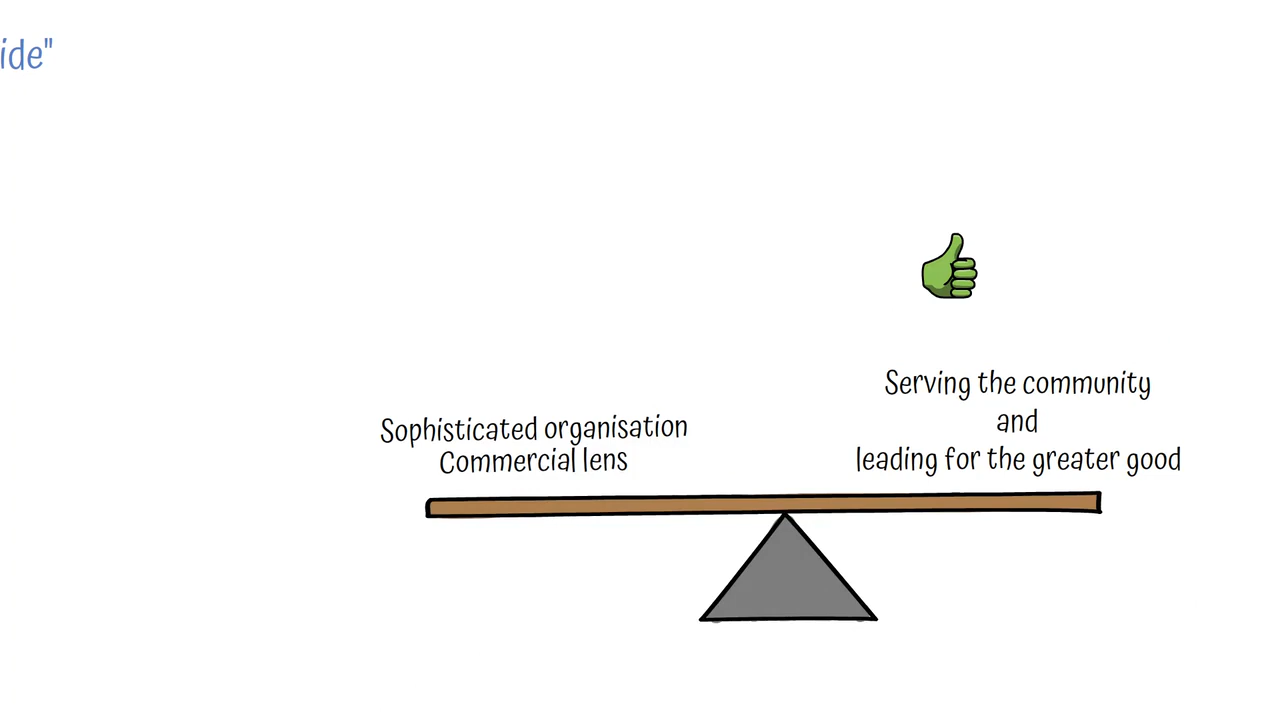 ide"
Serving the community
and
leading for the greater good
Sophisticated organisation
Commercial lens